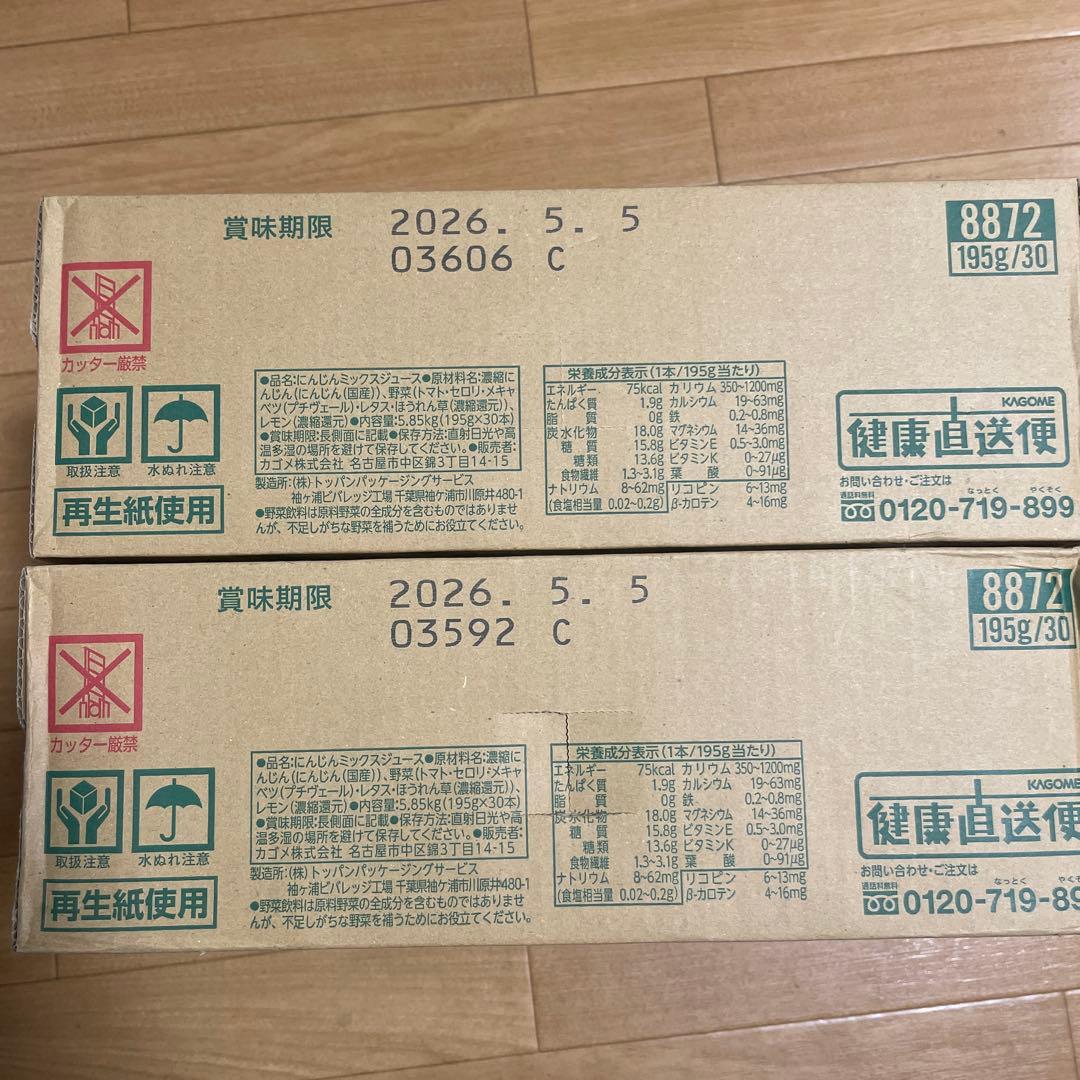 賞味期限
2026. 5. 5
03606 C
8872
195g/30
カッター厳禁
取扱注意
水ぬれ注意
再生紙使用
●品名:にんじんミックスジュース●原材料名:濃縮に
んじん(にんじん(国産))、野菜(トマト・セロリ・メキャ
ベツ(プチヴェール)・レタス・ほうれん草(濃縮還元))、
レモン(濃縮還元)●内容量:5.85kg(195g×30本)
●賞味期限:長側面に記載●保存方法:直射日光や高
温多湿の場所を避けて保存してください。●販売者:
カゴメ株式会社 名古屋市中区錦3丁目14-15
製造所:(株)トッパンパッケージングサービス
袖ヶ浦ビバレッジ工場 千葉県袖ケ浦市川原井480-1
●野菜飲料は原料野菜の全成分を含むものではありませ
んが、不足しがちな野菜を補うためにお役立てください。
栄養成分表示(1本/195g当たり)
エネルギー 75kcal カリウム 350~1200mg
たんぱく質 1.9g カルシウム 19~63mg
脂質 0g 鉄 0.2~0.8mg
炭水化物 18.0g マグネシウム 14~36mg
糖質 15.8g ビタミンE 0.5~3.0mg
糖類 13.6g ビタミンK 0~27μg
食物繊維 1.3~3.1g 葉酸 0~91μg
ナトリウム 8~62mg リコピン 6~13mg
(食塩相当量 0.02~0.2g) β-カロテン 4~16mg
KAGOME
健康直送便
お問い合わせ・ご注文は
なっとく やくそく
通話料無料 0120-719-899
賞味期限
2026. 5. 5
03592 C
8872
195g/30
カッター厳禁
取扱注意
水ぬれ注意
再生紙使用
●品名:にんじんミックスジュース●原材料名:濃縮に
んじん(にんじん(国産))、野菜(トマト・セロリ・メキャ
ベツ(プチヴェール)・レタス・ほうれん草(濃縮還元))、
レモン(濃縮還元)●内容量:5.85kg(195g×30本)
●賞味期限:長側面に記載●保存方法:直射日光や高
温多湿の場所を避けて保存してください。●販売者:
カゴメ株式会社 名古屋市中区錦3丁目14-15
製造所:(株)トッパンパッケージングサービス
袖ヶ浦ビバレッジ工場 千葉県袖ケ浦市川原井480-1
●野菜飲料は原料野菜の全成分を含むものではありませ
んが、不足しがちな野菜を補うためにお役立てください。
栄養成分表示(1本/195g当たり)
エネルギー 75kcal カリウム 350~1200mg
たんぱく質 1.9g カルシウム 19~63mg
脂質 0g 鉄 0.2~0.8mg
炭水化物 18.0g マグネシウム 14~36mg
糖質 15.8g ビタミンE 0.5~3.0mg
糖類 13.6g ビタミンK 0~27μg
食物繊維 1.3~3.1g 葉酸 0~91μg
ナトリウム 8~62mg リコピン 6~13mg
(食塩相当量 0.02~0.2g) β-カロテン 4~16mg
KAGOME
健康直送便
お問い合わせ・ご注文は
なっとく やくそ
通話料無料 0120-719-89